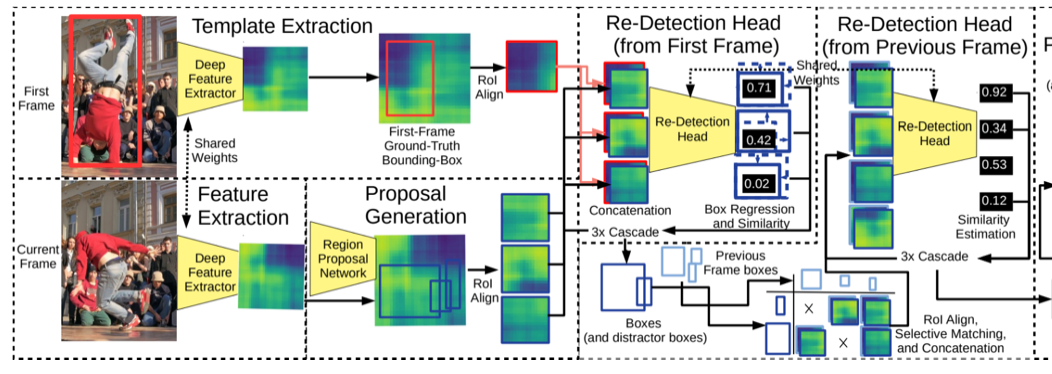 Template Extraction
First
Frame
Deep
Feature
Extractor
RoI
Align
First-Frame
Ground-Truth
Bounding-Box
Shared
Weights
Re-Detection Head
(from First Frame)
Re-Detection
Head
Shared
Weights
0.71
0.42
0.02
Concatenation
Box Regression
and Similarity
3x Cascade
Re-Detection Head
(from Previous Frame)
Re-Detection
Head
0.92
0.34
0.53
0.12
Similarity
Estimation
3x Cascade
Current
Frame
Feature
Extraction
Deep
Feature
Extractor
Proposal
Generation
Region
Proposal
Network
RoI
Align
Previous
Frame boxes
Boxes
(and distractor boxes)
RoI Align,
Selective Matching,
and Concatenation